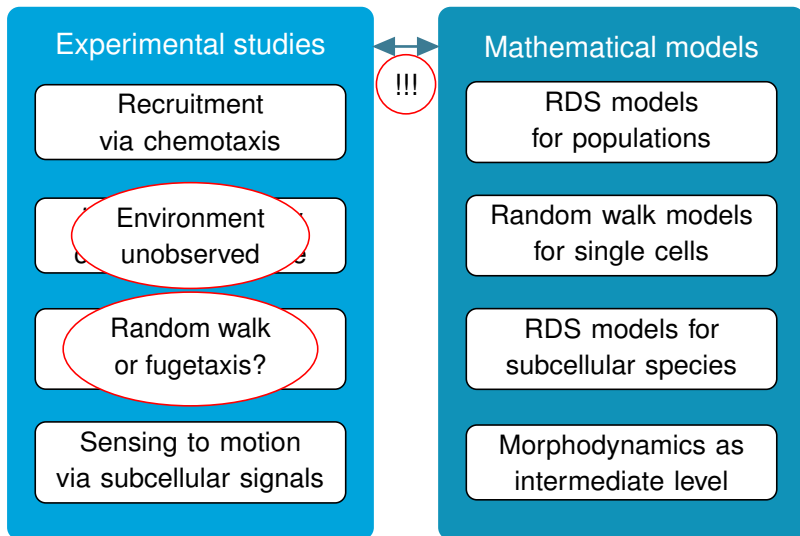 Experimental studies
Recruitment
via chemotaxis
Environment
unobserved
Random walk
or fugetaxis?
Sensing to motion
via subcellular signals
!!!
Mathematical models
RDS models
for populations
Random walk models
for single cells
RDS models for
subcellular species
Morphodynamics as
intermediate level